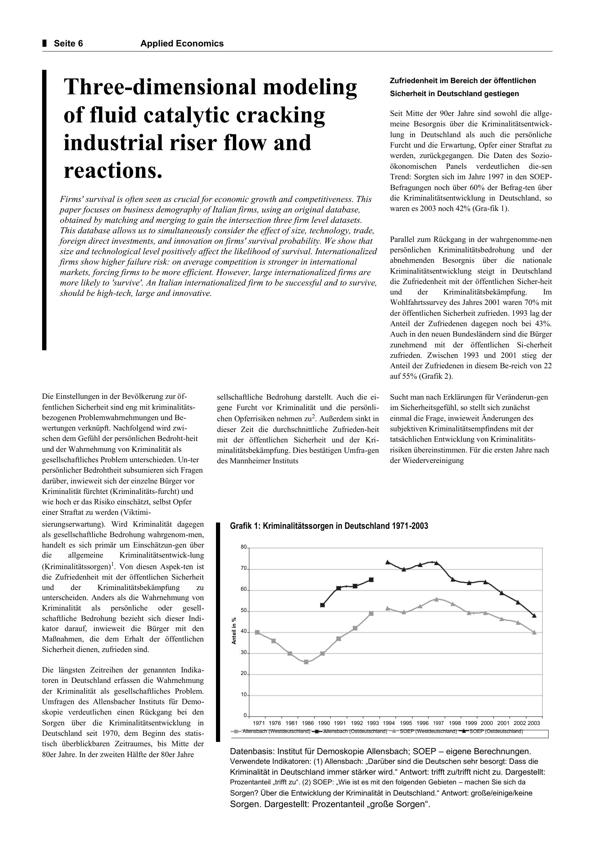 Seite 6 Applied Economics
Three-dimensional modeling
of fluid catalytic cracking
industrial riser flow and
reactions.
Firms' survival is often seen as crucial for economic growth and competitiveness. This
paper focuses on business demography of Italian firms, using an original database,
obtained by matching and merging to gain the intersection three firm level datasets.
This database allows us to simultaneously consider the effect of size, technology, trade,
foreign direct investments, and innovation on firms' survival probability. We show that
size and technological level positively affect the likelihood of survival. Internationalized
firms show higher failure risk: on average competition is stronger in international
markets, forcing firms to be more efficient. However, large internationalized firms are
more likely to 'survive'. An Italian internationalized firm to be successful and to survive,
should be high-tech, large and innovative.
Die Einstellungen in der Bevölkerung zur öf-
fentlichen Sicherheit sind eng mit kriminalitäts-
bezogenen Problemwahrnehmungen und Be-
wertungen verknüpft. Nachfolgend wird zwi-
schen dem Gefühl der persönlichen Bedroht-heit
und der Wahrnehmung von Kriminalität als
gesellschaftliches Problem unterschieden. Un-ter
persönlicher Bedrohtheit subsumieren sich Fragen
darüber, inwieweit sich der einzelne Bürger vor
Kriminalität fürchtet (Kriminalitäts-furcht) und
wie hoch er das Risiko einschätzt, selbst Opfer
einer Straftat zu werden (Viktimi-
sierungserwartung). Wird Kriminalität dagegen
als gesellschaftliche Bedrohung wahrgenom-men,
handelt es sich primär um Einschätzun-gen über
die allgemeine Kriminalitätsentwick-lung
(Kriminalitätssorgen)1. Von diesen Aspek-ten ist
die Zufriedenheit mit der öffentlichen Sicherheit
und der Kriminalitätsbekämpfung zu
unterscheiden. Anders als die Wahrnehmung von
Kriminalität als persönliche oder gesell-
schaftliche Bedrohung bezieht sich dieser Indi-
kator darauf, inwieweit die Bürger mit den
Maßnahmen, die dem Erhalt der öffentlichen
Sicherheit dienen, zufrieden sind.
Die längsten Zeitreihen der genannten Indika-
toren in Deutschland erfassen die Wahrnehmung
der Kriminalität als gesellschaftliches Problem.
Umfragen des Allensbacher Instituts für Demo-
skopie verdeutlichen einen Rückgang bei den
Sorgen über die Kriminalitätsentwicklung in
Deutschland seit 1970, dem Beginn des statis-
tisch überblickbaren Zeitraumes, bis Mitte der
80er Jahre. In der zweiten Hälfte der 80er Jahre
sellschaftliche Bedrohung darstellt. Auch die ei-
gene Furcht vor Kriminalität und die persönli-
chen Opferrisiken nehmen zu2. Außerdem sinkt in
dieser Zeit die durchschnittliche Zufrieden-heit
mit der öffentlichen Sicherheit und der Kri-
minalitätsbekämpfung. Dies bestätigen Umfra-gen
des Mannheimer Instituts
Zufriedenheit im Bereich der öffentlichen
Sicherheit in Deutschland gestiegen
Seit Mitte der 90er Jahre sind sowohl die allge-
meine Besorgnis über die Kriminalitätsentwick-
lung in Deutschland als auch die persönliche
Furcht und die Erwartung, Opfer einer Straftat zu
werden, zurückgegangen. Die Daten des Sozio-
ökonomischen Panels verdeutlichen die-sen
Trend: Sorgten sich im Jahre 1997 in den SOEP-
Befragungen noch über 60% der Befrag-ten über
die Kriminalitätsentwicklung in Deutschland, so
waren es 2003 noch 42% (Gra-fik 1).
Parallel zum Rückgang in der wahrgenomme-nen
persönlichen Kriminalitätsbedrohung und der
abnehmenden Besorgnis über die nationale
Kriminalitätsentwicklung steigt in Deutschland
die Zufriedenheit mit der öffentlichen Sicher-heit
und der Kriminalitätsbekämpfung. Im
Wohlfahrtssurvey des Jahres 2001 waren 70% mit
der öffentlichen Sicherheit zufrieden. 1993 lag der
Anteil der Zufriedenen dagegen noch bei 43%.
Auch in den neuen Bundesländern sind die Bürger
zunehmend mit der öffentlichen Si-cherheit
zufrieden. Zwischen 1993 und 2001 stieg der
Anteil der Zufriedenen in diesem Be-reich von 22
auf 55% (Grafik 2).
Sucht man nach Erklärungen für Veränderun-gen
im Sicherheitsgefühl, so stellt sich zunächst
einmal die Frage, inwieweit Änderungen des
subjektiven Kriminalitätsempfindens mit der
tatsächlichen Entwicklung von Kriminalitäts-
risiken übereinstimmen. Für die ersten Jahre nach
der Wiedervereinigung
Grafik 1: Kriminalitätssorgen in Deutschland 1971-2003
80
70
60
50
40
30
20
10
0
Anteil in %
1971 1976 1981 1986 1990 1991 1992 1993 1994 1995 1996 1997 1998 1999 2000 2001 2002 2003
Allensbach (Westdeutschland) Allensbach (Ostdeutschland) SOEP (Westdeutschland) SOEP (Ostdeutschland)
Datenbasis: Institut für Demoskopie Allensbach; SOEP – eigene Berechnungen.
Verwendete Indikatoren: (1) Allensbach: „Darüber sind die Deutschen sehr besorgt: Dass die
Kriminalität in Deutschland immer stärker wird.“ Antwort: trifft zu/trifft nicht zu. Dargestellt:
Prozentanteil „trifft zu“. (2) SOEP: „Wie ist es mit den folgenden Gebieten – machen Sie sich da
Sorgen? Über die Entwicklung der Kriminalität in Deutschland.“ Antwort: große/einige/keine
Sorgen. Dargestellt: Prozentanteil „große Sorgen“.